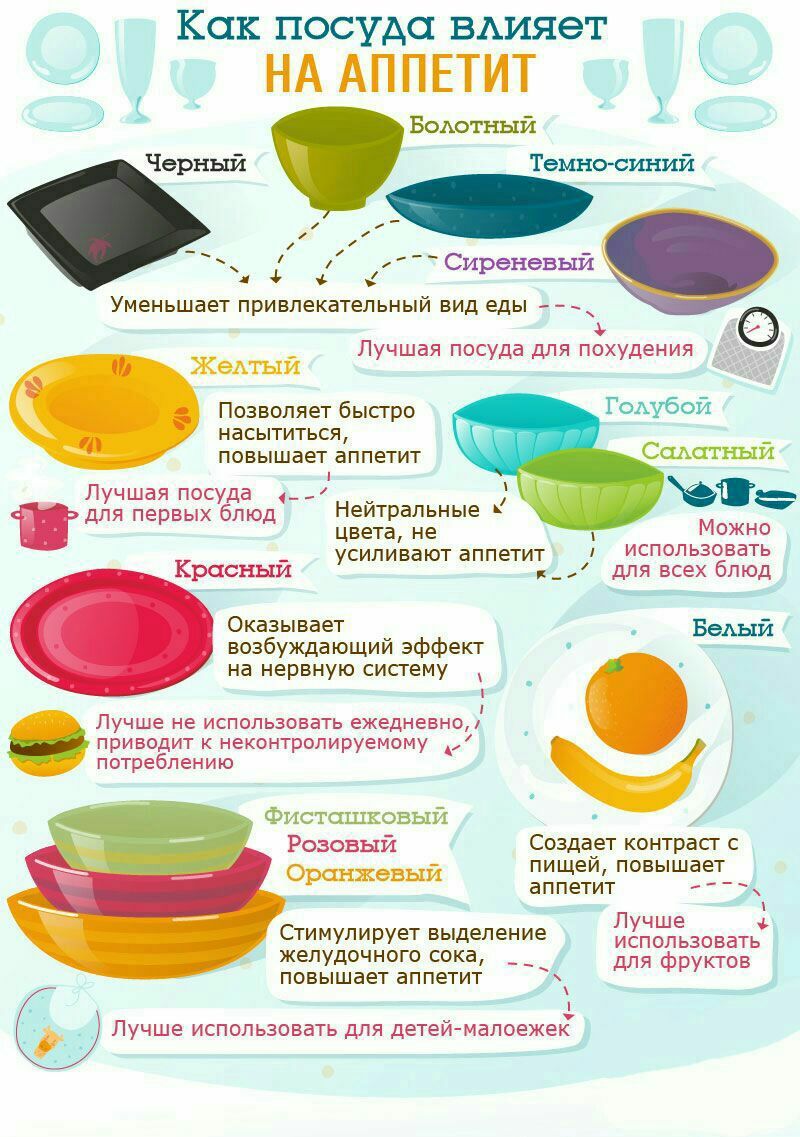 Как посуда влияет
НА АППЕТИТ
Болотный
Черный
Темно-синий
Сиреневый
Уменьшает привлекательный вид еды
Лучшая посуда для похудения
Желтый
Позволяет быстро
насытиться,
повышает аппетит
Лучшая посуда
для первых блюд
Голубой
Салатный
Нейтральные
цвета, не
усиливают аппетит
Можно
использовать
для всех блюд
Красный
Оказывает
возбуждающий эффект
на нервную систему
Лучше не использовать ежедневно,
приводит к неконтролируемому
потреблению
Белый
Создает контраст с
пищей, повышает
аппетит
Лучше
использовать
для фруктов
Фисташковый
Розовый
Оранжевый
Стимулирует выделение
желудочного сока,
повышает аппетит
Лучше использовать для детей-малоежек